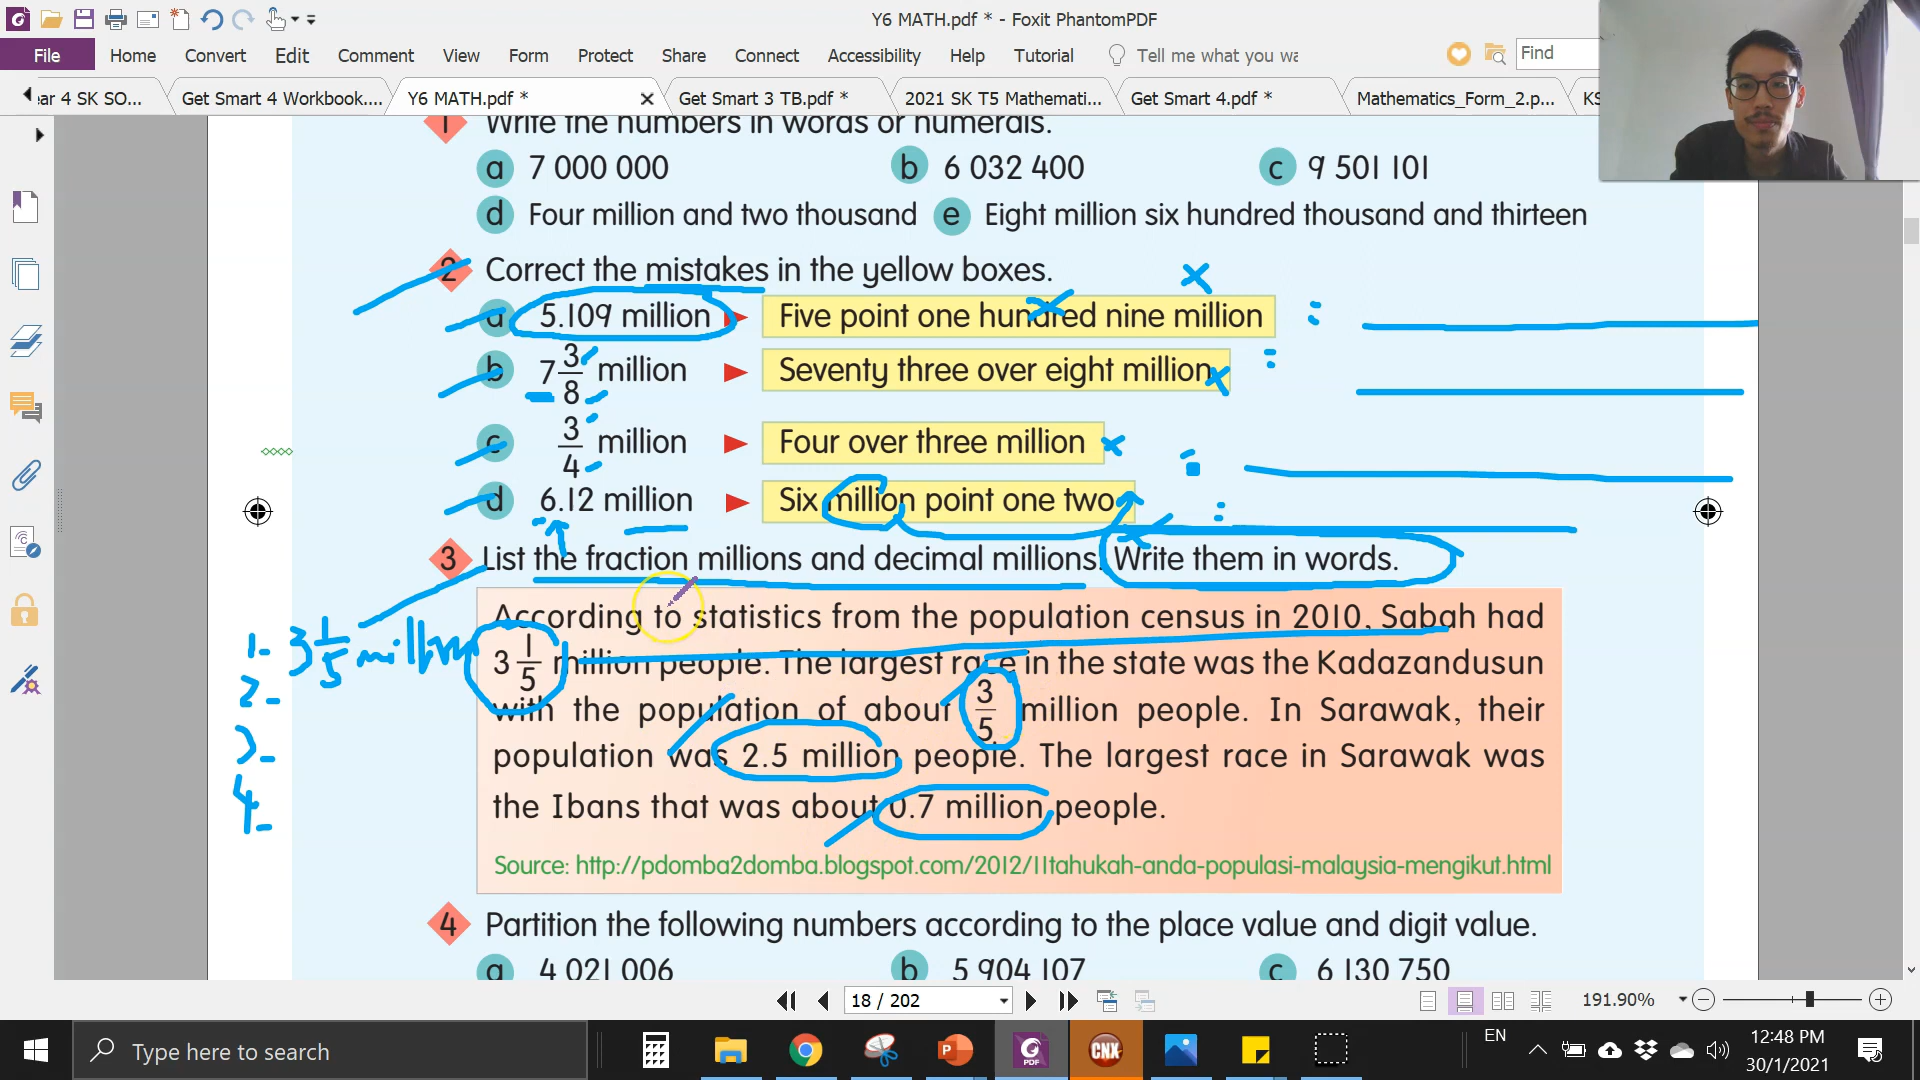 Y6 MATH.pdf * - Foxit PhantomPDF
File Home Convert Edit Comment View Form Protect Share Connect Accessibility Help Tutorial Tell me what you wa Find
ear 4 SK SO... Get Smart 4 Workbook.... Y6 MATH.pdf * Get Smart 3 TB.pdf * 2021 SK T5 Mathemati... Get Smart 4.pdf * Mathematics_Form_2.p... KS
1 Write the numbers in words or numerals.
a 7 000 000 b 6 032 400 c 9 501 101
d Four million and two thousand e Eight million six hundred thousand and thirteen
2 Correct the mistakes in the yellow boxes.
a 5.109 million Five point one hundred nine million
b 7 3/8 million Seventy three over eight million
c 3/4 million Four over three million
d 6.12 million Six million point one two
3 List the fraction millions and decimal millions. Write them in words.
According to statistics from the population census in 2010, Sabah had
3 1/5 million people. The largest race in the state was the Kadazandusun
with the population of about 3/5 million people. In Sarawak, their
population was 2.5 million people. The largest race in Sarawak was
the Ibans that was about 0.7 million people.
Source: http://pdomba2domba.blogspot.com/2012/11tahukah-anda-populasi-malaysia-mengikut.html
1- 3 1/5 million
2-
3-
4-
4 Partition the following numbers according to the place value and digit value.
a 4 021 006 b 5 904 107 c 6 130 750
18 / 202 191.90%
Type here to search
CNX
PDF
EN
12:48 PM
30/1/2021